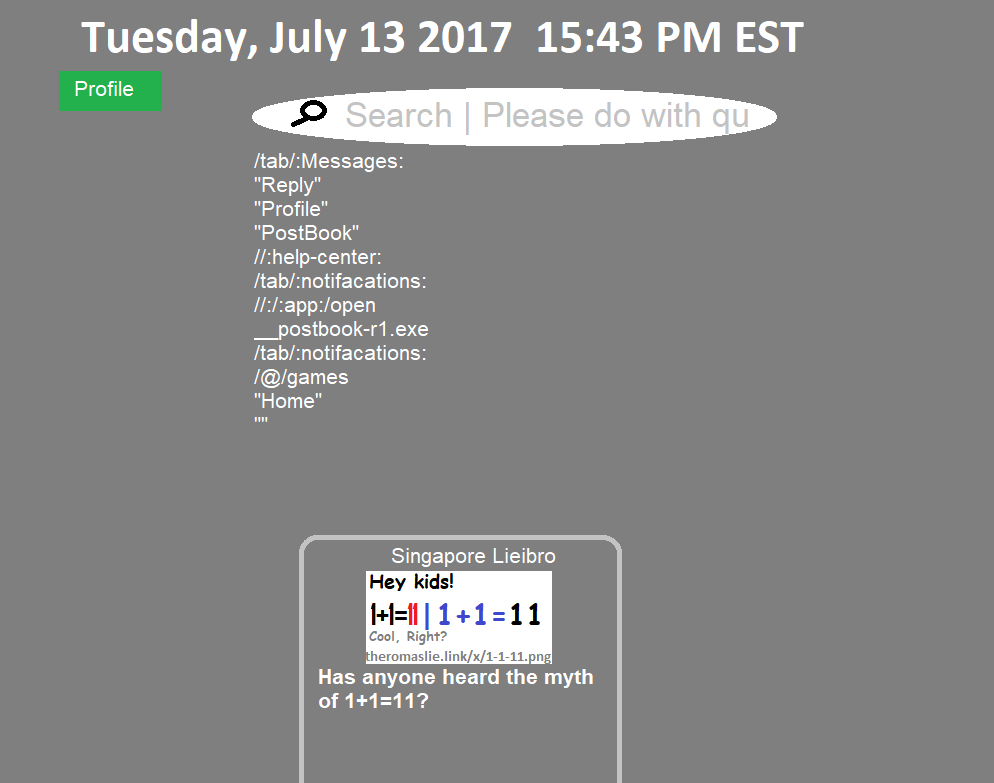 Tuesday, July 13 2017 15:43 PM EST
Profile
Search | Please do with qu
/tab/:Messages:
"Reply"
"Profile"
"PostBook"
//:help-center:
/tab/:notifacations:
//:/:app:/open
__postbook-r1.exe
/tab/:notifacations:
/@/games
"Home"
""
Singapore Lieibro
Hey kids!
1+1=11 | 1+1=11
Cool, Right?
theromaslie.link/x/1-1-11.png
Has anyone heard the myth
of 1+1=11?